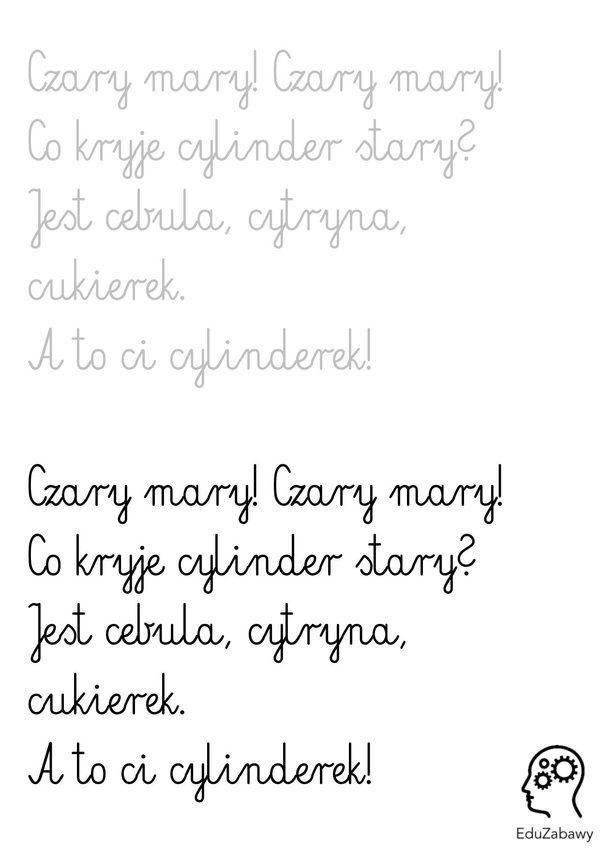 Czary mary! Czary mary!
Co kryje cylinder stary?
Jest cebula, cytryna,
cukierek.
A to ci cylinderek!
Czary mary! Czary mary!
Co kryje cylinder stary?
Jest cebula, cytryna,
cukierek.
A to ci cylinderek!
EduZabawy